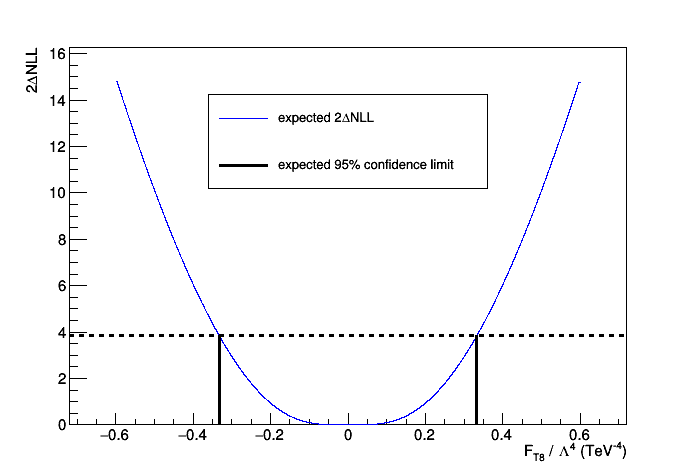 2ΔNLL
16
14
12
10
8
6
4
2
0
expected 2ΔNLL
expected 95% confidence limit
−0.6 −0.4 −0.2 0 0.2 0.4 0.6
F_T8 / Λ^4 (TeV^-4)